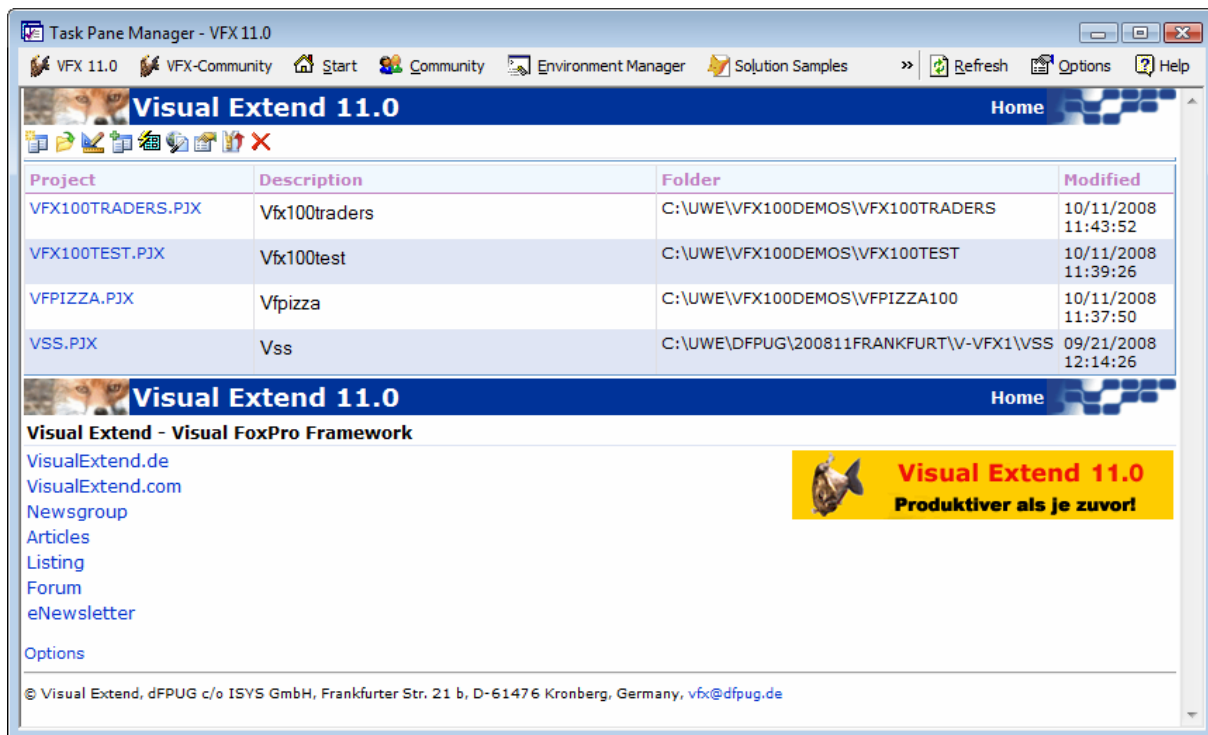 Task Pane Manager - VFX 11.0
VFX 11.0 VFX-Community Start Community Environment Manager Solution Samples » Refresh Options Help
Visual Extend 11.0 Home
Project Description Folder Modified
VFX100TRADERS.PJX Vfx100traders C:\UWE\VFX100DEMOS\VFX100TRADERS 10/11/2008
11:43:52
VFX100TEST.PJX Vfx100test C:\UWE\VFX100DEMOS\VFX100TEST 10/11/2008
11:39:26
VFPIZZA.PJX Vfpizza C:\UWE\VFX100DEMOS\VFPIZZA100 10/11/2008
11:37:50
VSS.PJX Vss C:\UWE\DFPUG\200811FRANKFURT\V-VFX1\VSS 09/21/2008
12:14:26
Visual Extend 11.0 Home
Visual Extend - Visual FoxPro Framework
VisualExtend.de
VisualExtend.com
Newsgroup
Articles
Listing
Forum
eNewsletter
Visual Extend 11.0
Produktiver als je zuvor!
Options
© Visual Extend, dFPUG c/o ISYS GmbH, Frankfurter Str. 21 b, D-61476 Kronberg, Germany, vfx@dfpug.de